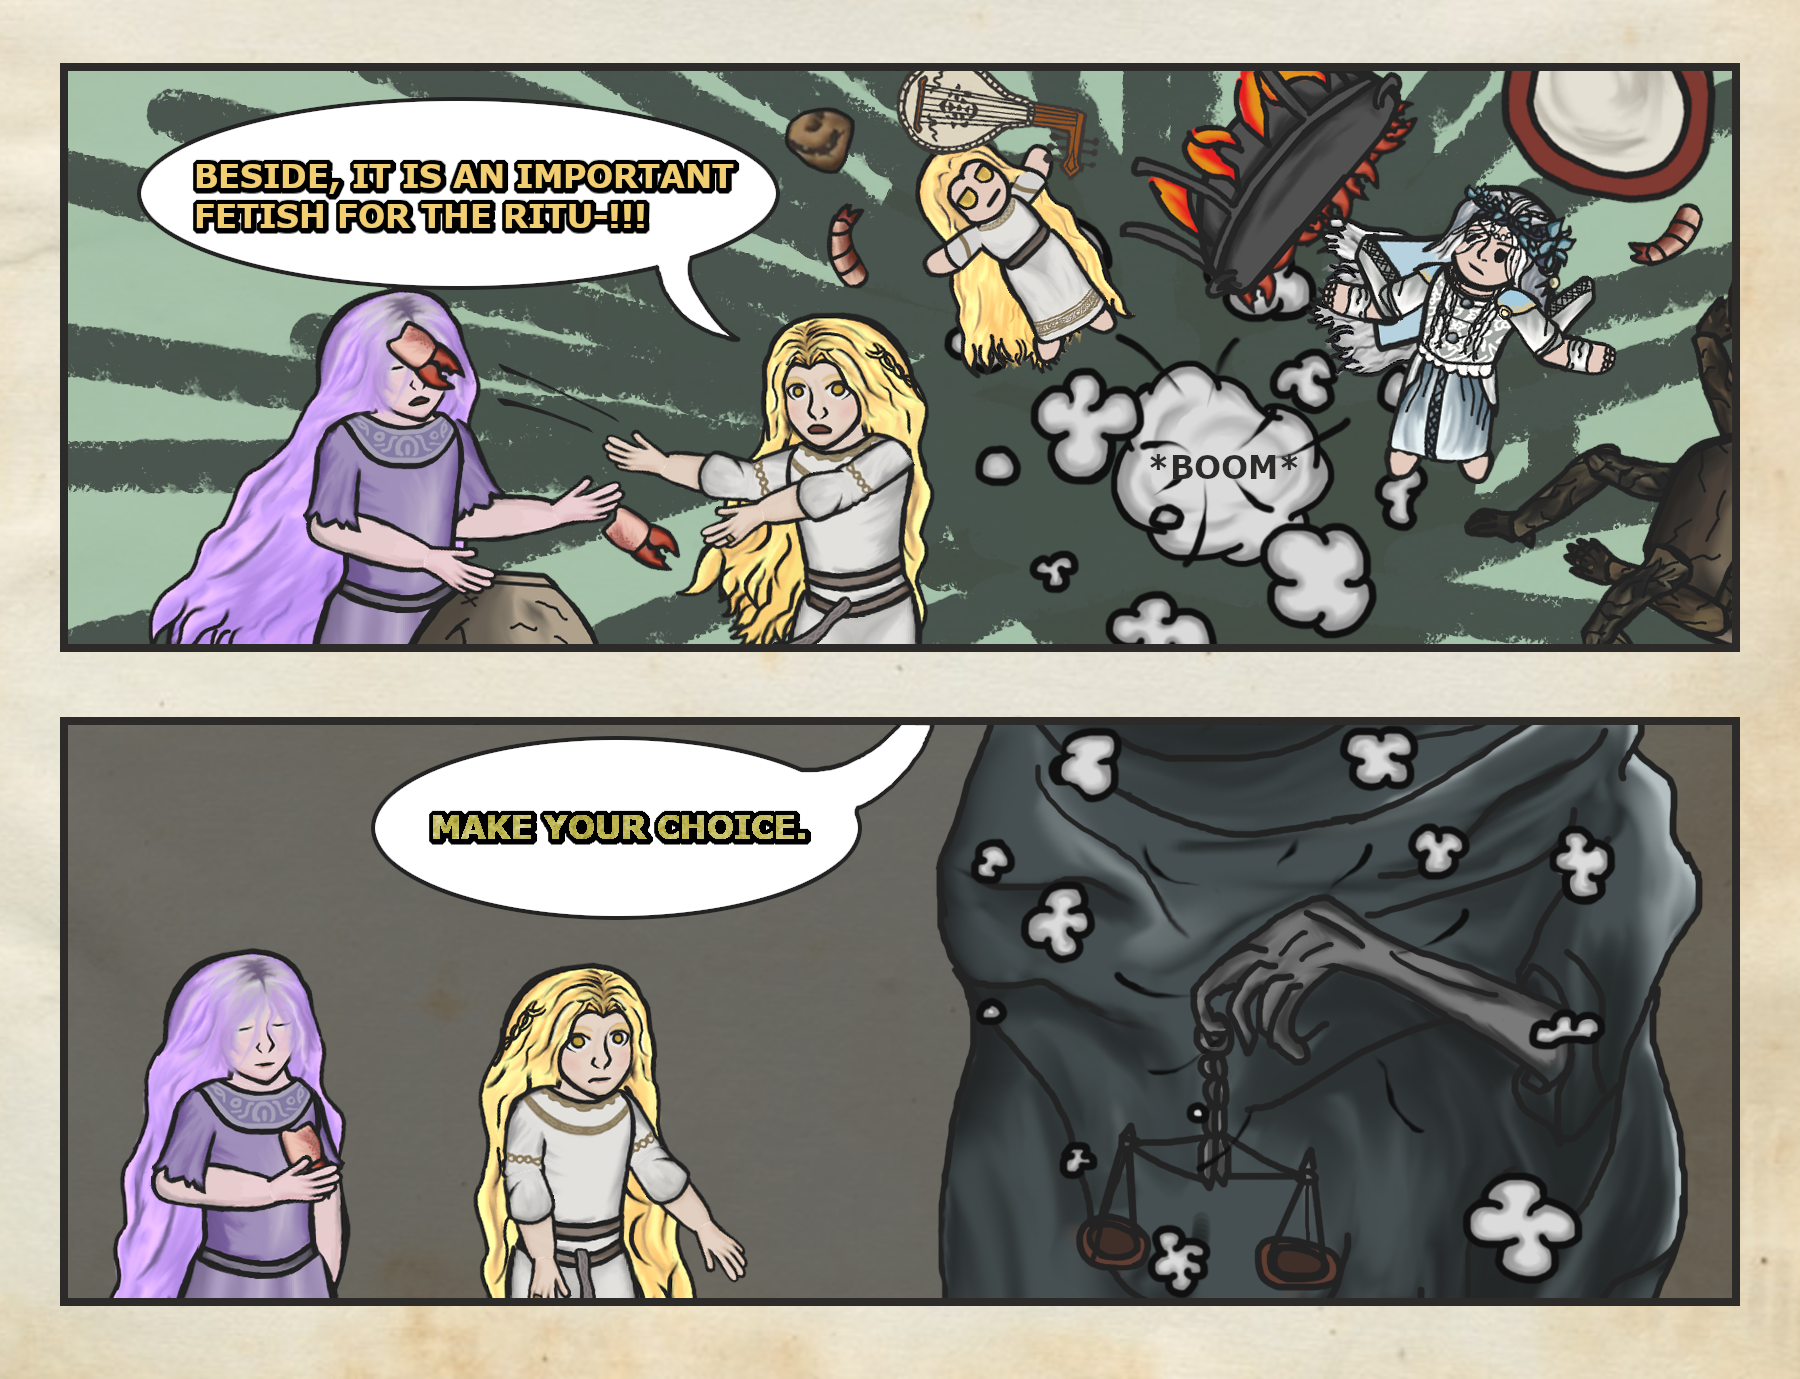 BESIDE, IT IS AN IMPORTANT
FETISH FOR THE RITU-!!!
*BOOM*
MAKE YOUR CHOICE.